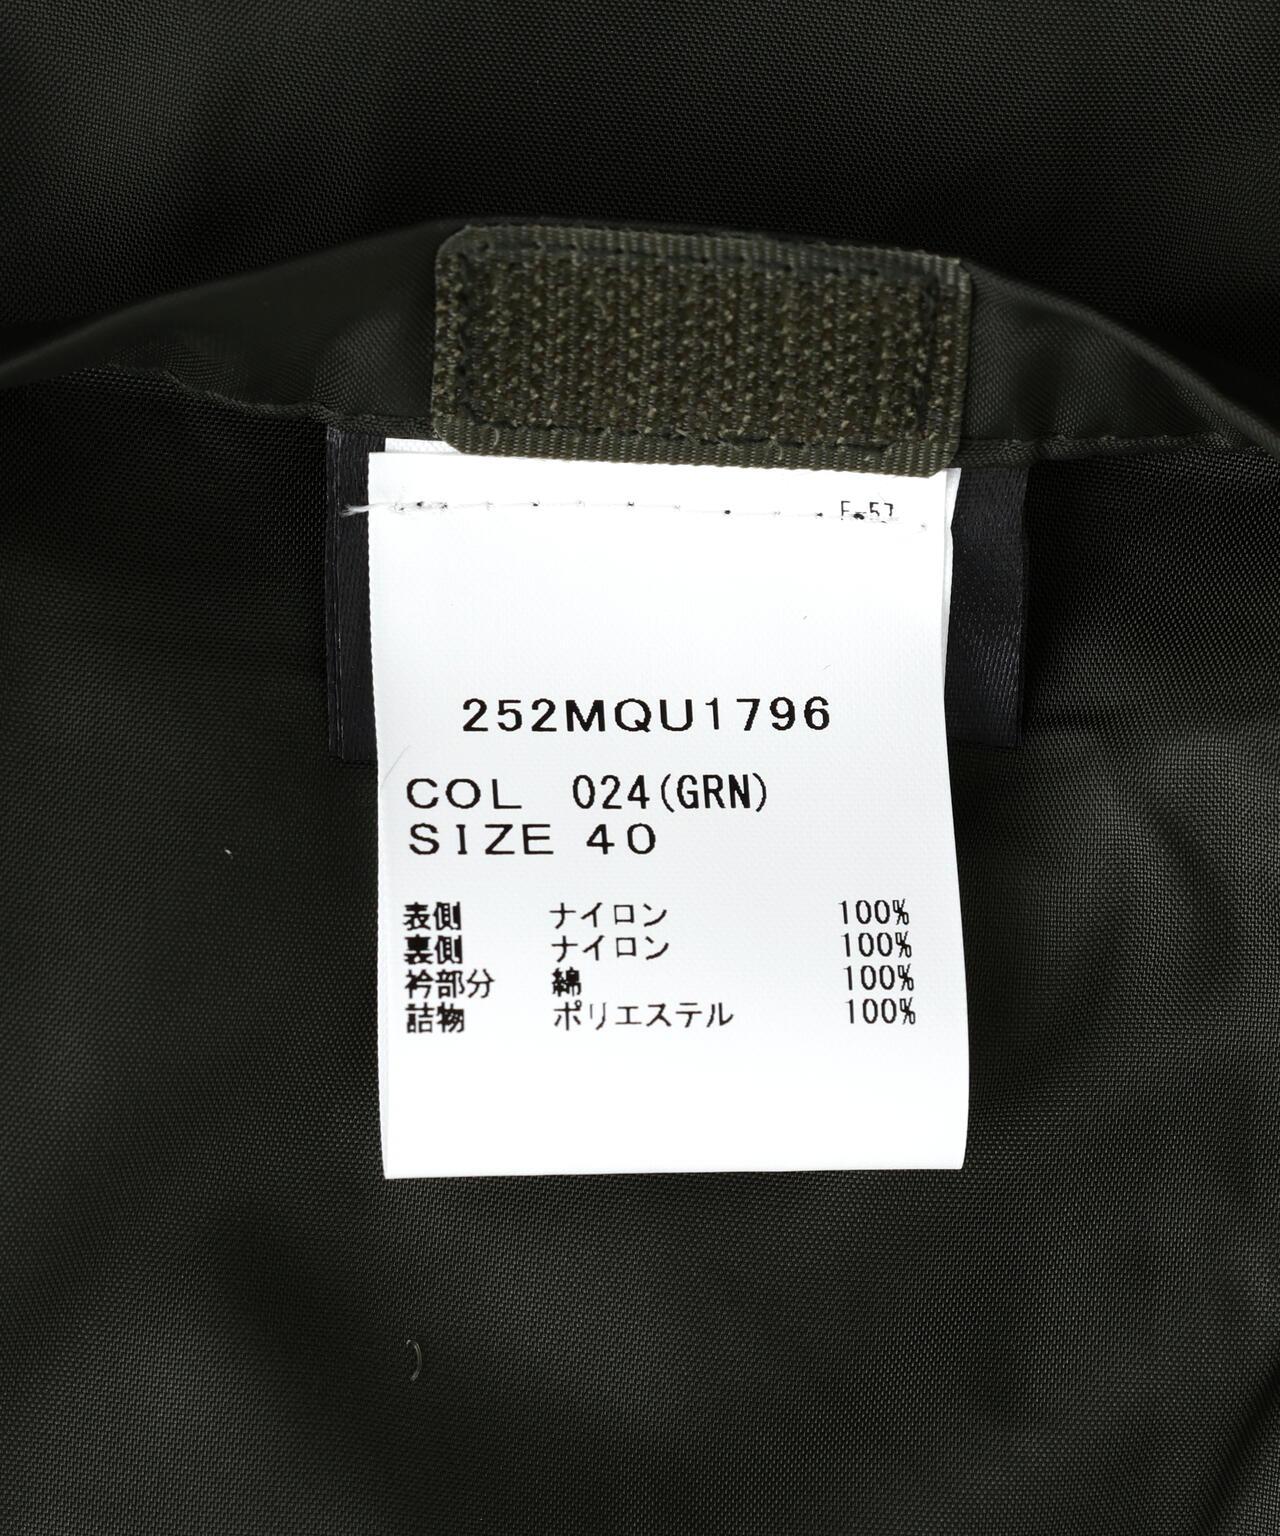 F-57
252MQU1796
COL 024(GRN)
SIZE 40
表側 ナイロン 100%
裏側 ナイロン 100%
衿部分 綿 100%
詰物 ポリエステル 100%